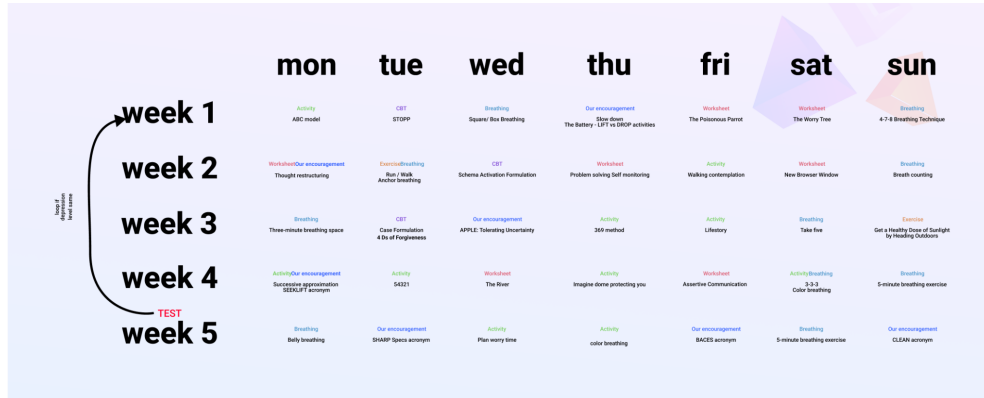 mon tue wed thu fri sat sun
week 1
Activity CBT Breathing Our encouragement Worksheet Worksheet Breathing
ABC model STOPP Square/ Box Breathing Slow down The Poisonous Parrot The Worry Tree 4-7-8 Breathing Technique
The Battery - LIFT vs DROP activities
week 2
WorksheetOur encouragement ExerciseBreathing CBT Worksheet Activity Worksheet Breathing
Thought restructuring Run / Walk Schema Activation Formulation Problem solving Self monitoring Walking contemplation New Browser Window Breath counting
Anchor breathing
loop if
depression
level same
week 3
Breathing CBT Our encouragement Activity Activity Breathing Exercise
Three-minute breathing space Case Formulation APPLE: Tolerating Uncertainty 369 method Lifestory Take five Get a Healthy Dose of Sunlight
4 Ds of Forgiveness by Heading Outdoors
week 4
ActivityOur encouragement Activity Worksheet Activity Worksheet ActivityBreathing Breathing
Successive approximation 54321 The River Imagine dome protecting you Assertive Communication 3-3-3 5-minute breathing exercise
SEEKLIFT acronym Color breathing
TEST
week 5
Breathing Our encouragement Activity Activity Our encouragement Breathing Our encouragement
Belly breathing SHARP Specs acronym Plan worry time color breathing BACES acronym 5-minute breathing exercise CLEAN acronym